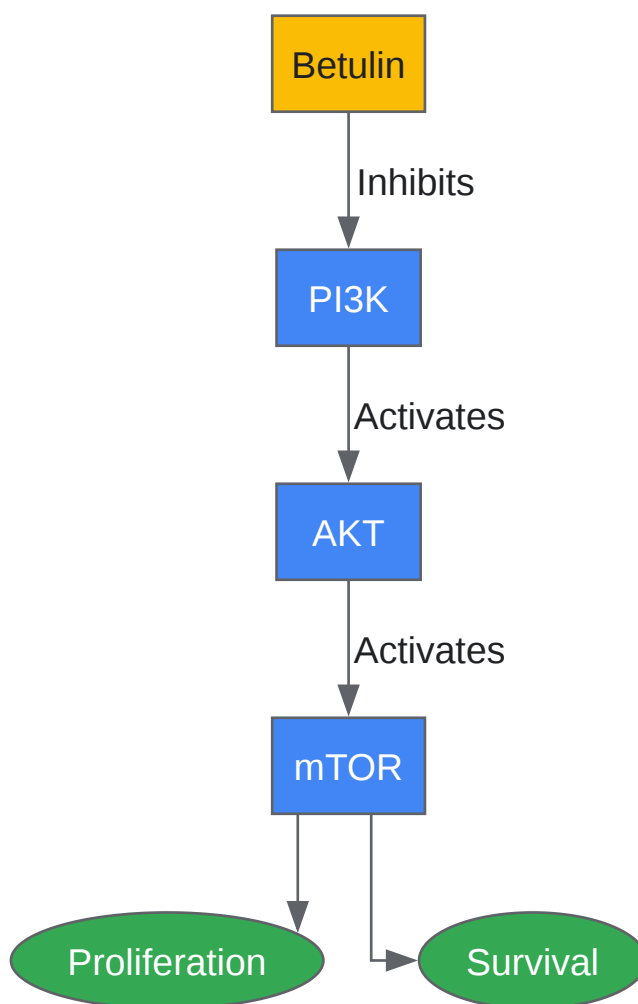 Betulin
Inhibits
PI3K
Activates
AKT
Activates
mTOR
Proliferation
Survival